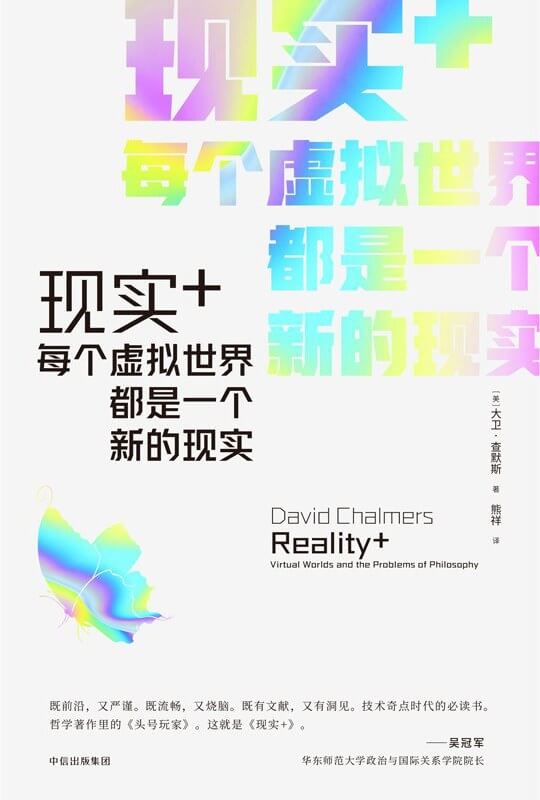 现实+
每个虚拟世界
都是一个
新的现实
现实+
每个虚拟世界
都是一个
新的现实
〔英〕大卫·查默斯 著
熊祥 译
David Chalmers
Reality+
Virtual Worlds and the Problems of Philosophy
既前沿，又严谨。既流畅，又烧脑。既有文献，又有洞见。技术奇点时代的必读书。
哲学著作里的《头号玩家》。这就是《现实+》。
——吴冠军
中信出版集团
华东师范大学政治与国际关系学院院长